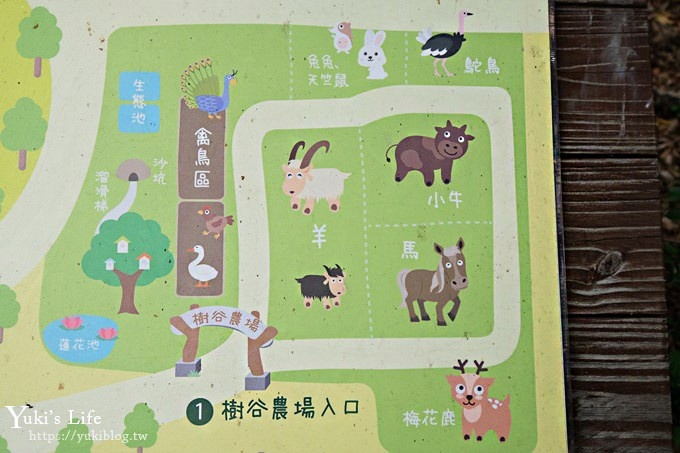 兔兔、
天竺鼠
鴕鳥
生態池
禽鳥區
沙坑
溜滑梯
小牛
羊
馬
樹谷農場
蓮花池
1 樹谷農場入口
梅花鹿
Yuki's Life
https://yukiblog.tw